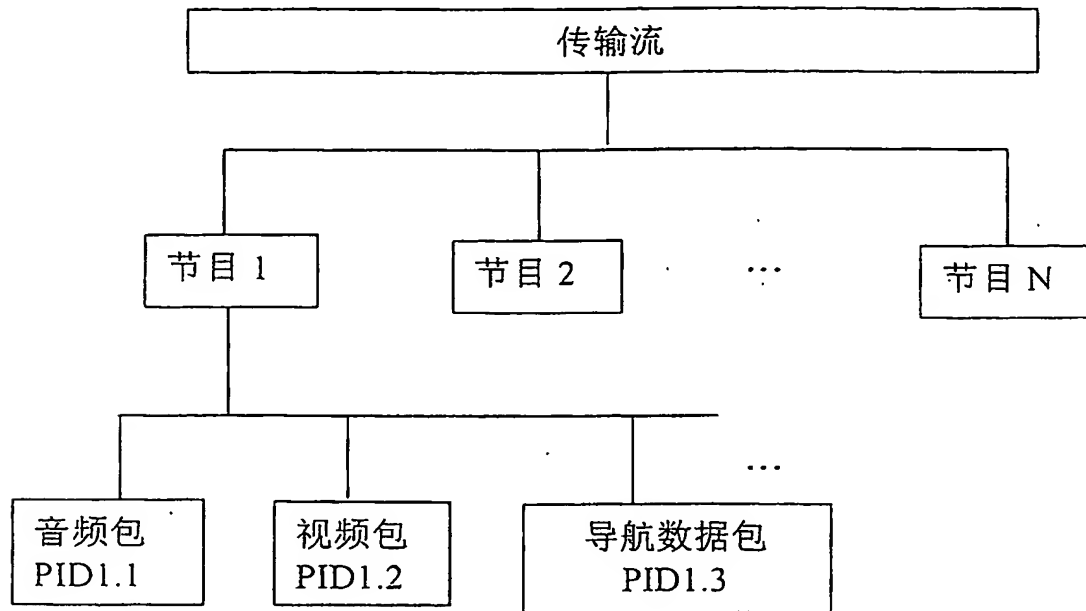 传输流
节目 1
节目 2
...
节目 N
...
音频包
PID1.1
视频包
PID1.2
导航数据包
PID1.3